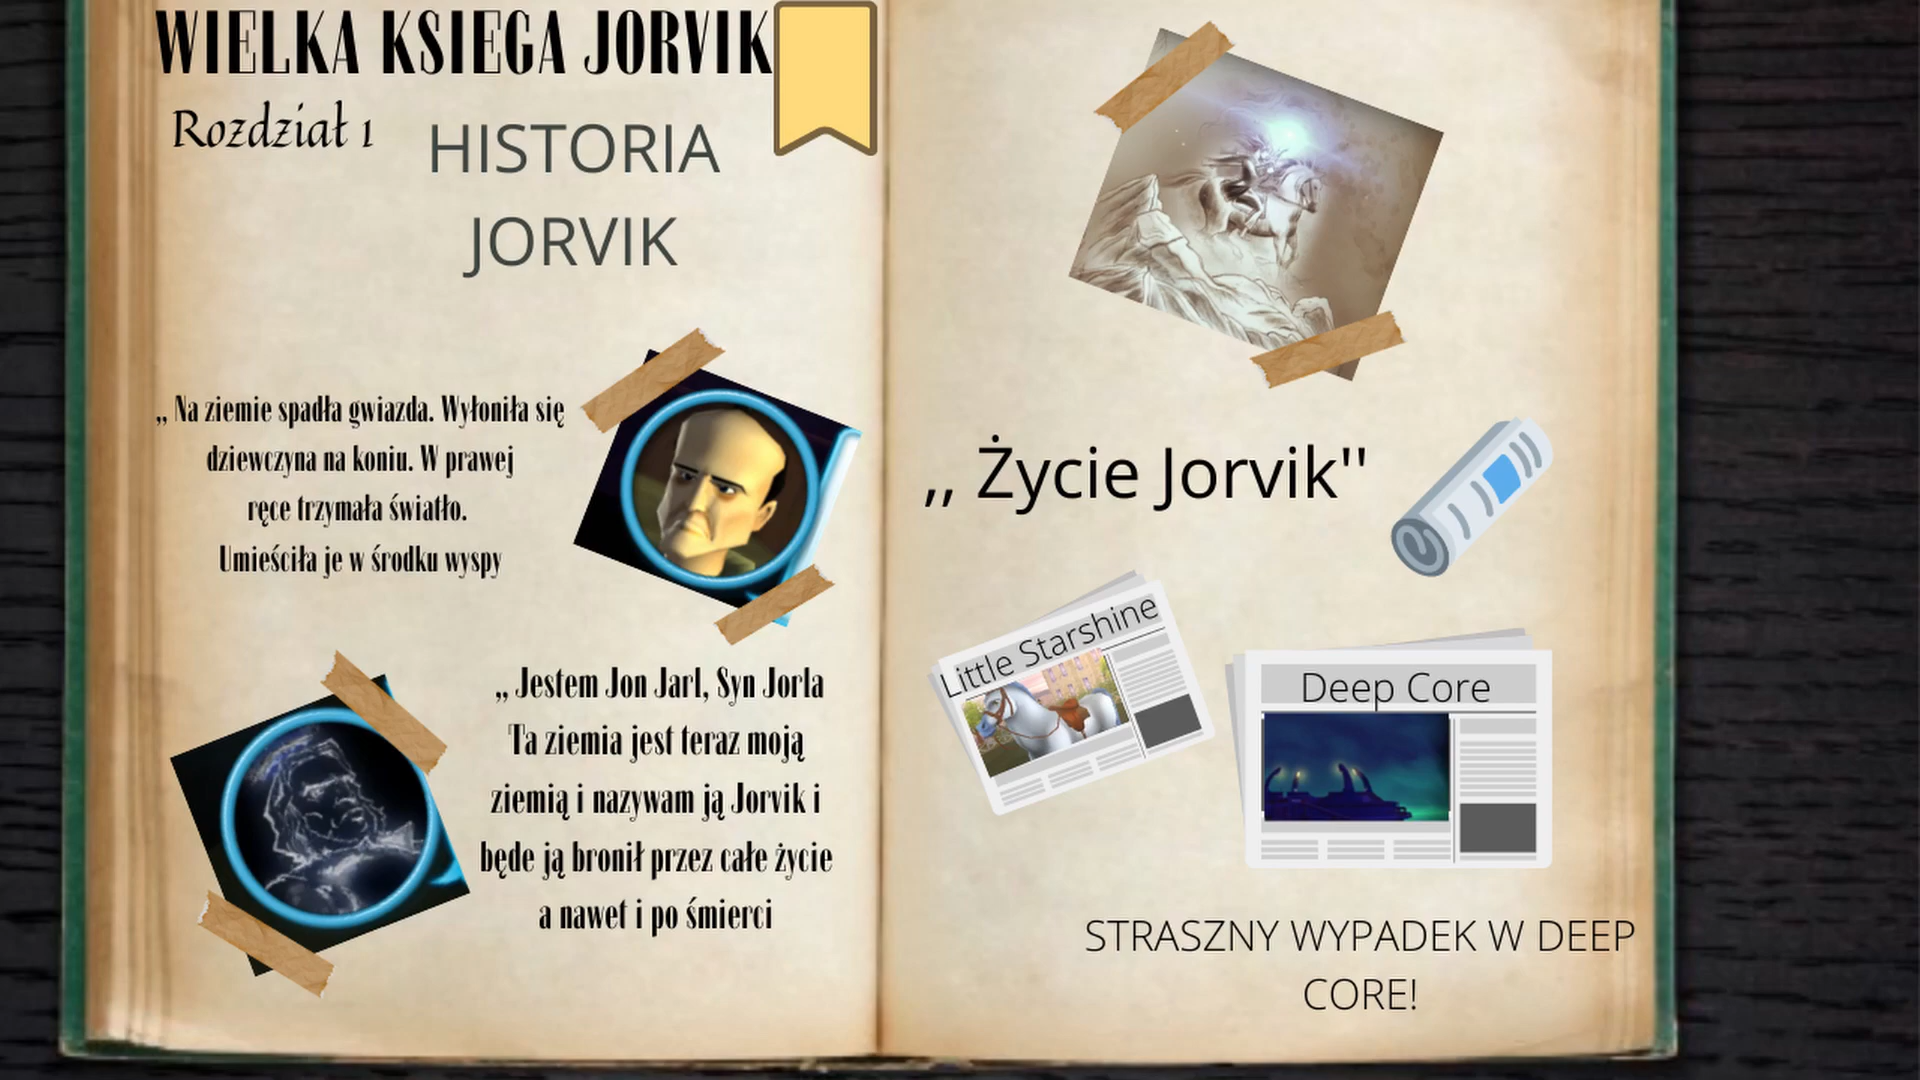 WIELKA KSIEGA JORVIK
Rozdział 1
HISTORIA
JORVIK
,, Na ziemie spadła gwiazda. Wyłoniła się
dziewczyna na koniu. W prawej
ręce trzymała światło.
Umieściła je w środku wyspy
,, Jestem Jon Jarl, Syn Jorla
Ta ziemia jest teraz moją
ziemią i nazywam ją Jorvik i
będe ją bronił przez całe życie
a nawet i po śmierci
,, Życie Jorvik"
Little Starshine
Deep Core
STRASZNY WYPADEK W DEEP
CORE!